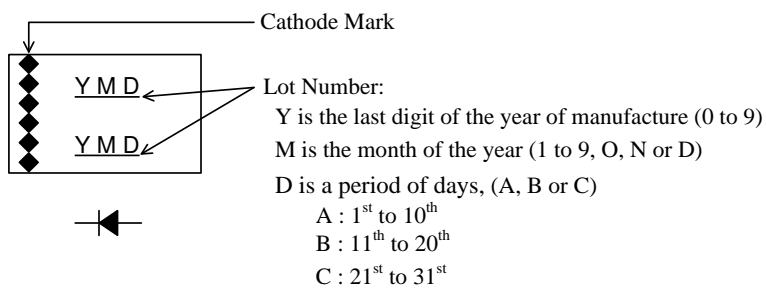 Cathode Mark
Y M D
Y M D
Lot Number:
Y is the last digit of the year of manufacture (0 to 9)
M is the month of the year (1 to 9, O, N or D)
D is a period of days, (A, B or C)
A : 1st to 10th
B : 11th to 20th
C : 21st to 31st